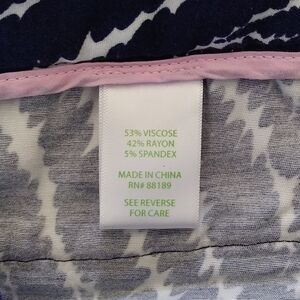 53% VISCOSE
42% RAYON
5% SPANDEX
MADE IN CHINA
RN# 88189
SEE REVERSE
FOR CARE